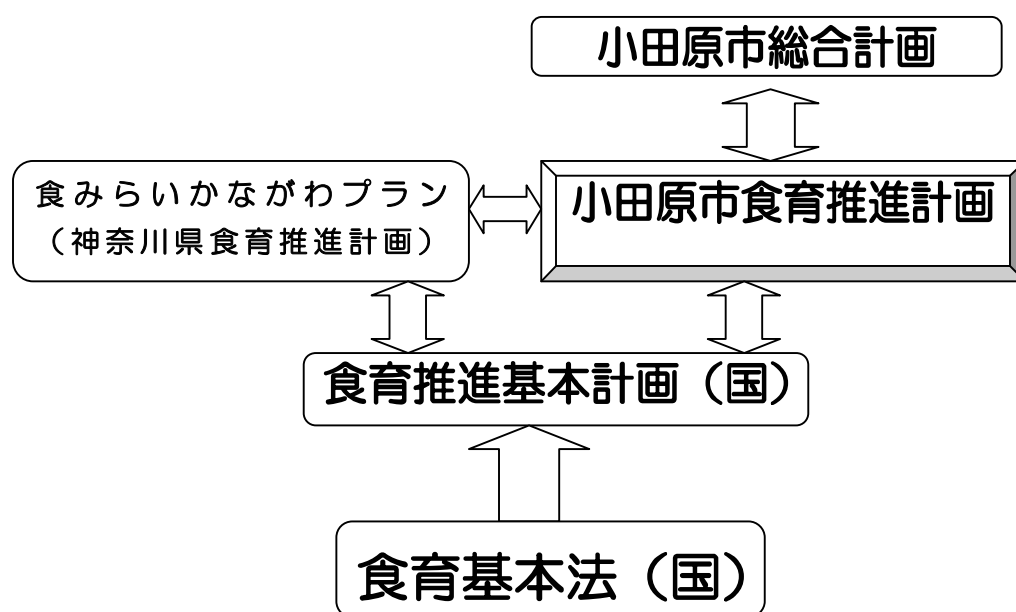 小田原市総合計画
食みらいかながわプラン
（神奈川県食育推進計画）
小田原市食育推進計画
食育推進基本計画（国）
食育基本法（国）